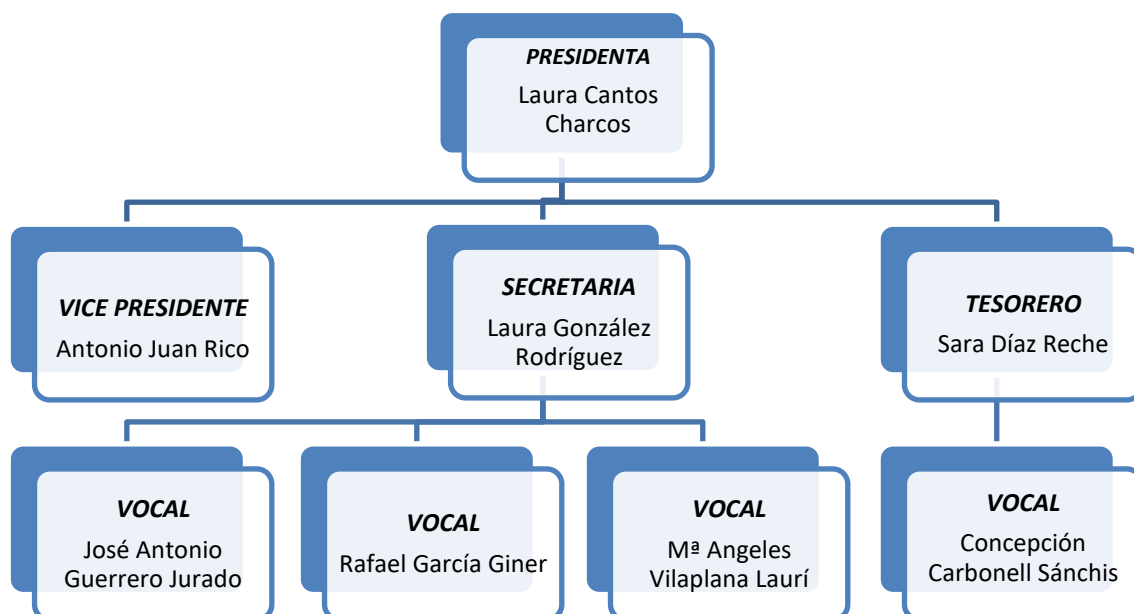 PRESIDENTA
Laura Cantos
Charcos
VICE PRESIDENTE
Antonio Juan Rico
SECRETARIA
Laura González
Rodríguez
TESORERO
Sara Díaz Reche
VOCAL
José Antonio
Guerrero Jurado
VOCAL
Rafael García Giner
VOCAL
Mª Angeles
Vilaplana Laurí
VOCAL
Concepción
Carbonell Sánchis